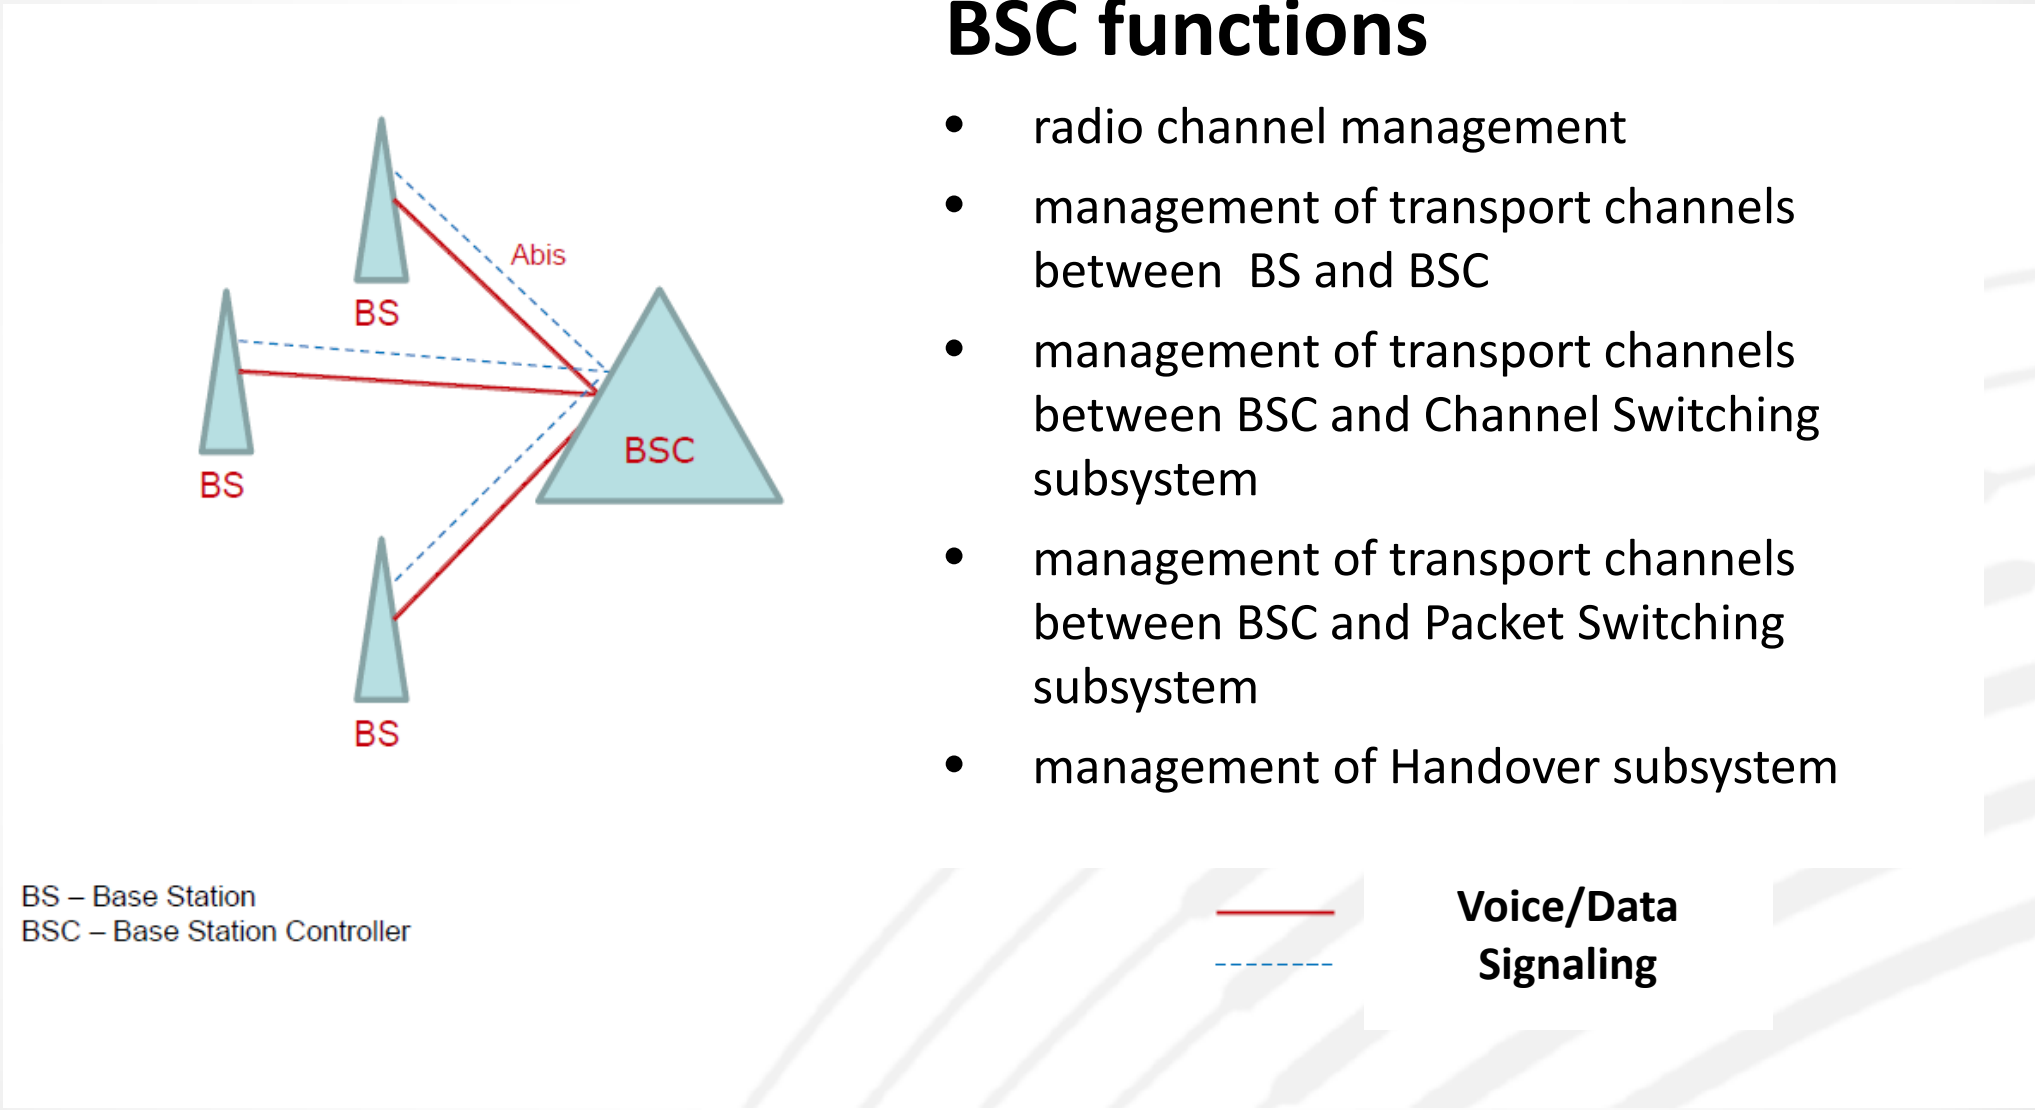 BSC functions
• radio channel management
• management of transport channels
between  BS and BSC
• management of transport channels
between BSC and Channel Switching
subsystem
• management of transport channels
between BSC and Packet Switching
subsystem
• management of Handover subsystem
Abis
BS
BS
BSC
BS
BS – Base Station
BSC – Base Station Controller
Voice/Data
Signaling